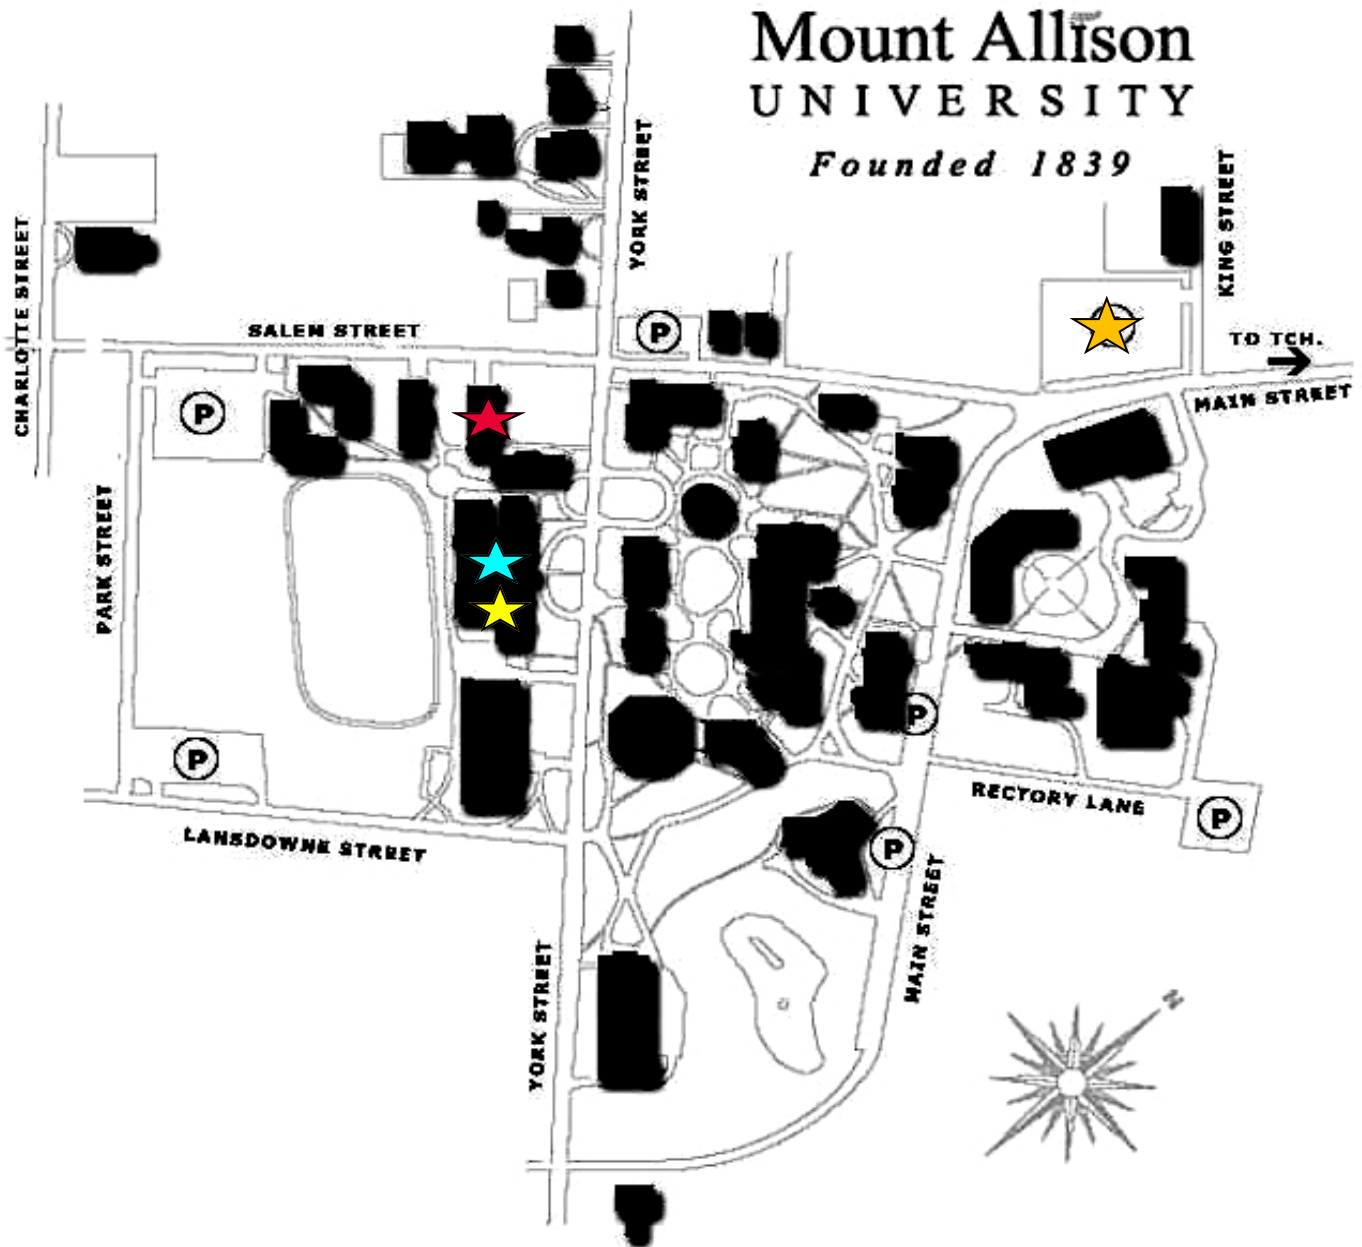 Mount Allison
UNIVERSITY
Founded 1839
YORK STREET
KING STREET
CHARLOTTE STREET
SALEM STREET
P
TO TCH.
MAIN STREET
P
PARK STREET
P
P
RECTORY LANE
P
LANSDOWNE STREET
P
MAIN STREET
YORK STREET
N